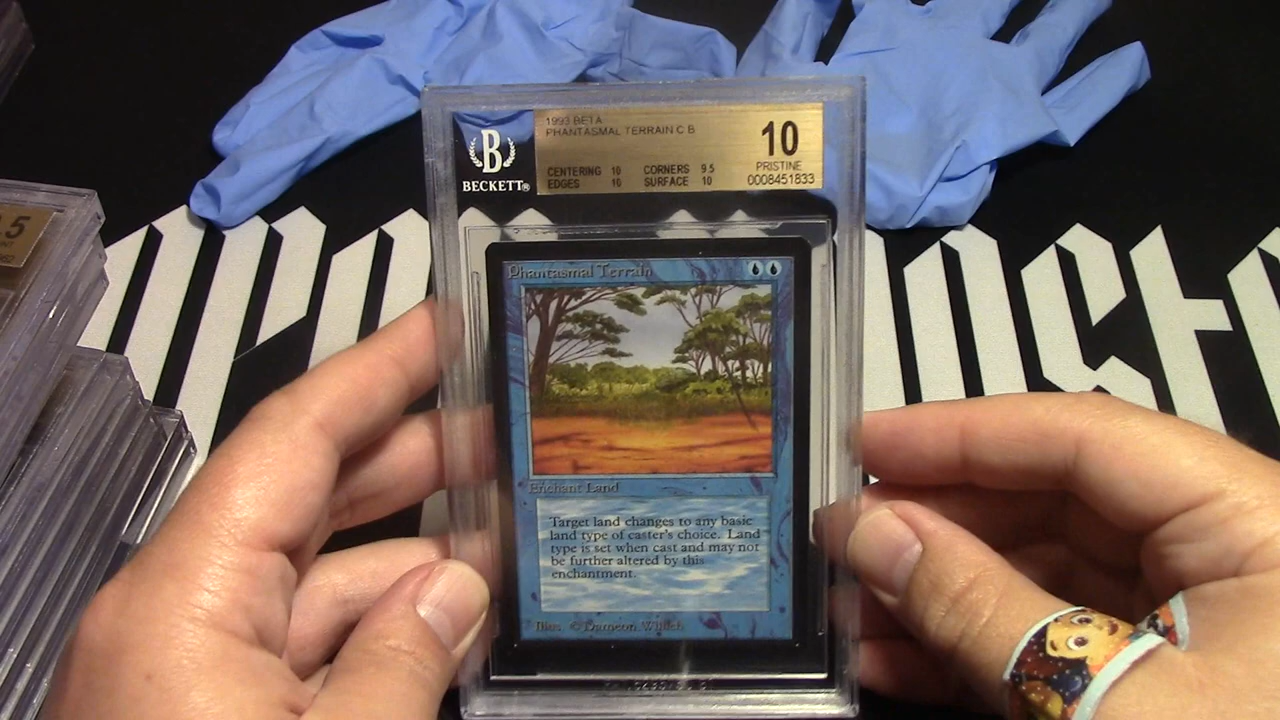 1993 BETA
PHANTASMAL TERRAIN C B
10
PRISTINE
CENTERING 10 CORNERS 9.5
EDGES 10 SURFACE 10
0008451833
B
BECKETT®
.5
Phantasmal Terrain
Enchant Land
Target land changes to any basic
land type of caster's choice. Land
type is set when cast and may not
be further altered by this
enchantment.
Illus. © Dameon Willich